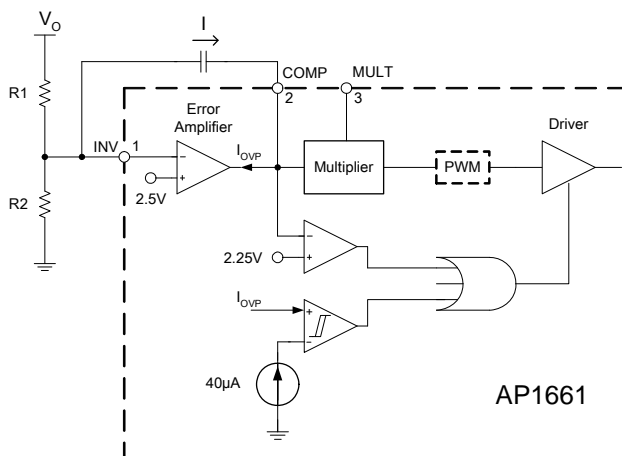 I
VO
COMP
MULT
2
3
R1
Error
Amplifier
Driver
INV
1
IOVP
Multiplier
PWM
2.5V
R2
2.25V
IOVP
40μA
AP1661